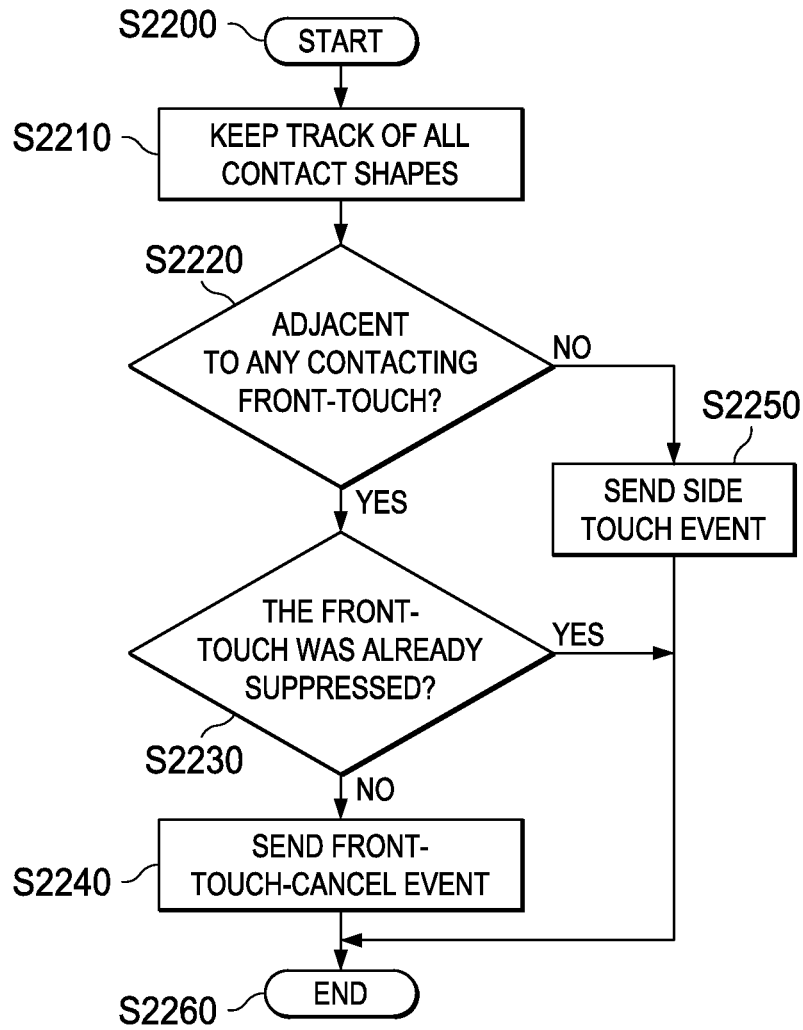 S2200
START
S2210
KEEP TRACK OF ALL
CONTACT SHAPES
S2220
ADJACENT
TO ANY CONTACTING
FRONT-TOUCH?
NO
S2250
SEND SIDE
TOUCH EVENT
YES
THE FRONT-
TOUCH WAS ALREADY
SUPPRESSED?
YES
S2230
NO
S2240
SEND FRONT-
TOUCH-CANCEL EVENT
S2260
END